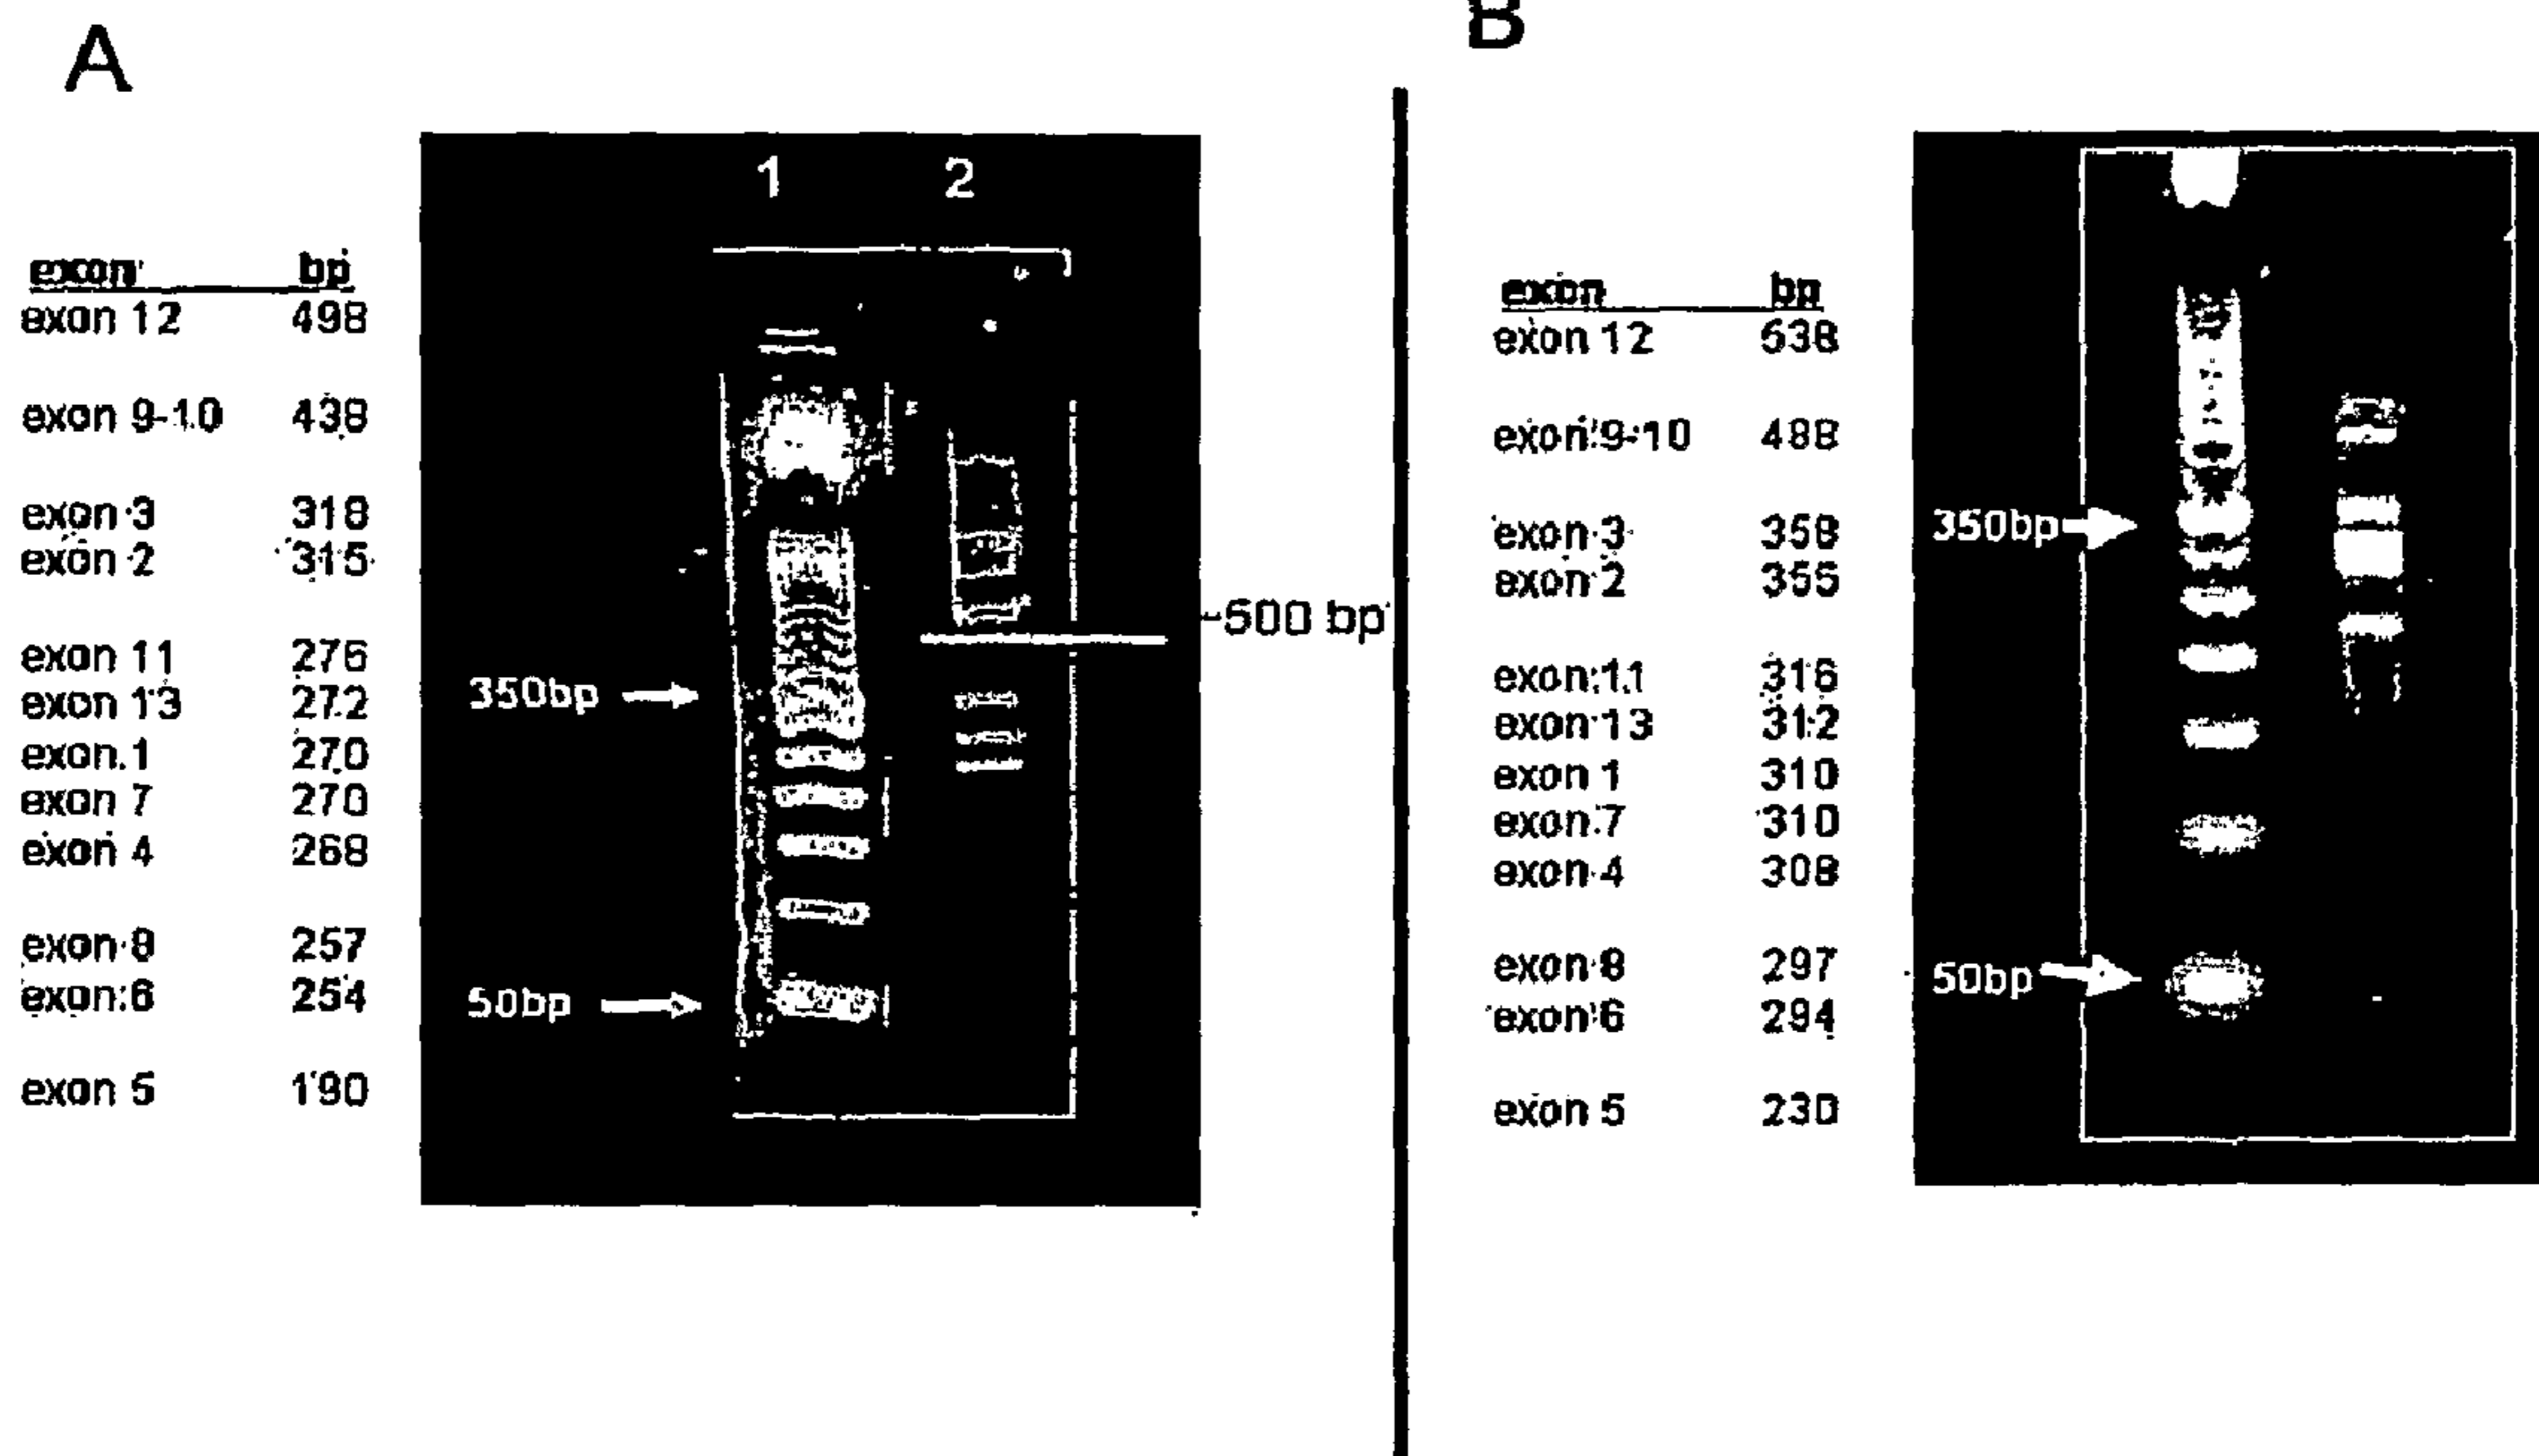 A
exon bp
exon 12 498
exon 9-10 438
exon 3 318
exon 2 315
exon 11 276
exon 13 272
exon 1 270
exon 7 270
exon 4 268
exon 8 257
exon 6 254
exon 5 190
1 2
350bp
50bp
-500 bp
B
exon bp
exon 12 538
exon 9-10 488
exon 3 358
exon 2 355
exon 11 316
exon 13 312
exon 1 310
exon 7 310
exon 4 308
exon 8 297
exon 6 294
exon 5 230
350bp
50bp